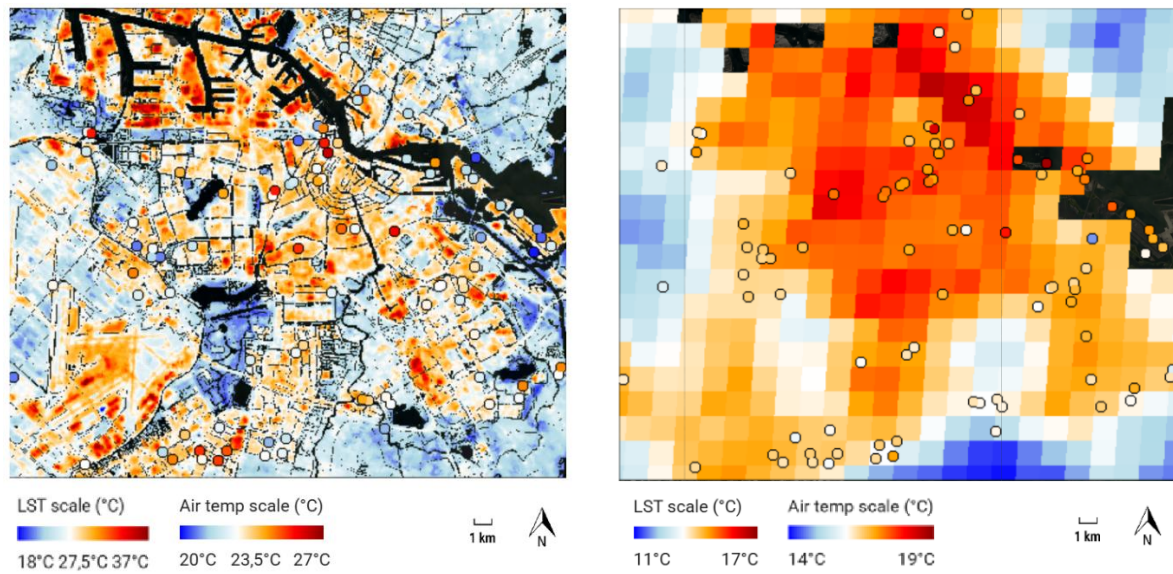 LST scale (°C) Air temp scale (°C)
18°C 27,5°C 37°C 20°C 23,5°C 27°C 1 km N
LST scale (°C) Air temp scale (°C)
11°C 17°C 14°C 19°C 1 km N